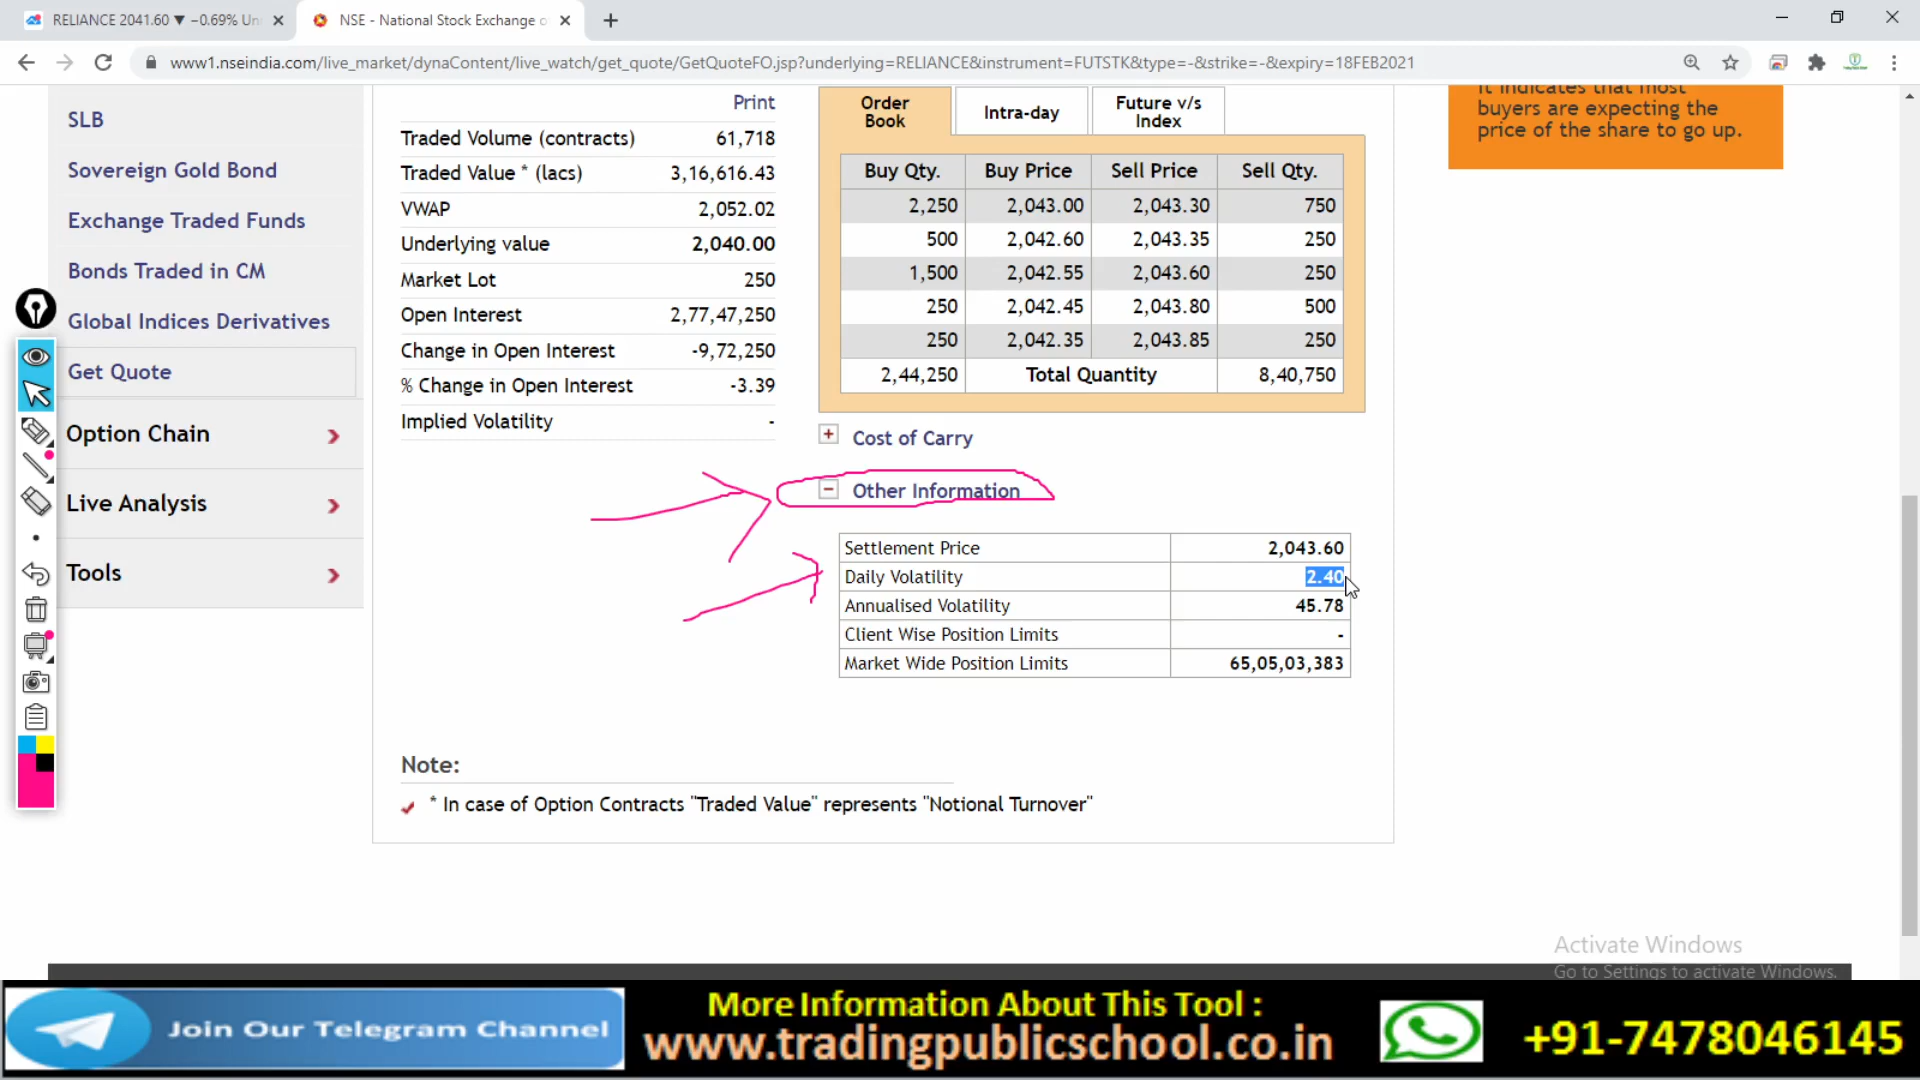 RELIANCE 2041.60 ▼ −0.69% Un
NSE - National Stock Exchange o
www1.nseindia.com/live_market/dynaContent/live_watch/get_quote/GetQuoteFO.jsp?underlying=RELIANCE&instrument=FUTSTK&type=-&strike=-&expiry=18FEB2021
SLB
Sovereign Gold Bond
Exchange Traded Funds
Bonds Traded in CM
Global Indices Derivatives
Get Quote
Option Chain
Live Analysis
Tools
Print
Traded Volume (contracts) 61,718
Traded Value * (lacs) 3,16,616.43
VWAP 2,052.02
Underlying value 2,040.00
Market Lot 250
Open Interest 2,77,47,250
Change in Open Interest -9,72,250
% Change in Open Interest -3.39
Implied Volatility -
Order Book
Intra-day
Future v/s Index
Buy Qty. Buy Price Sell Price Sell Qty.
2,250 2,043.00 2,043.30 750
500 2,042.60 2,043.35 250
1,500 2,042.55 2,043.60 250
250 2,042.45 2,043.80 500
250 2,042.35 2,043.85 250
2,44,250 Total Quantity 8,40,750
+ Cost of Carry
− Other Information
Settlement Price 2,043.60
Daily Volatility 2.40
Annualised Volatility 45.78
Client Wise Position Limits -
Market Wide Position Limits 65,05,03,383
It indicates that most
buyers are expecting the
price of the share to go up.
Note:
* In case of Option Contracts "Traded Value" represents "Notional Turnover"
Activate Windows
Go to Settings to activate Windows.
Join Our Telegram Channel
More Information About This Tool :
www.tradingpublicschool.co.in
+91-7478046145